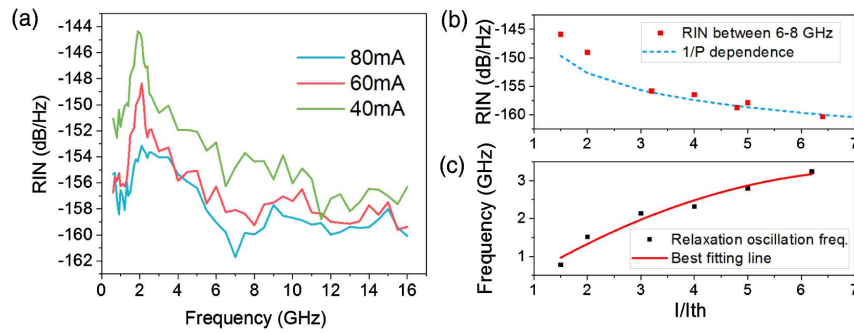 (a)
-144
-146
-148
-150
-152
-154
-156
-158
-160
-162
RIN (dB/Hz)
80mA
60mA
40mA
0 2 4 6 8 10 12 14 16
Frequency (GHz)
(b)
-145
-150
-155
-160
RIN (dB/Hz)
RIN between 6-8 GHz
1/P dependence
1 2 3 4 5 6 7
(c)
3
2
1
Frequency (GHz)
Relaxation oscillation freq.
Best fitting line
1 2 3 4 5 6 7
I/Ith